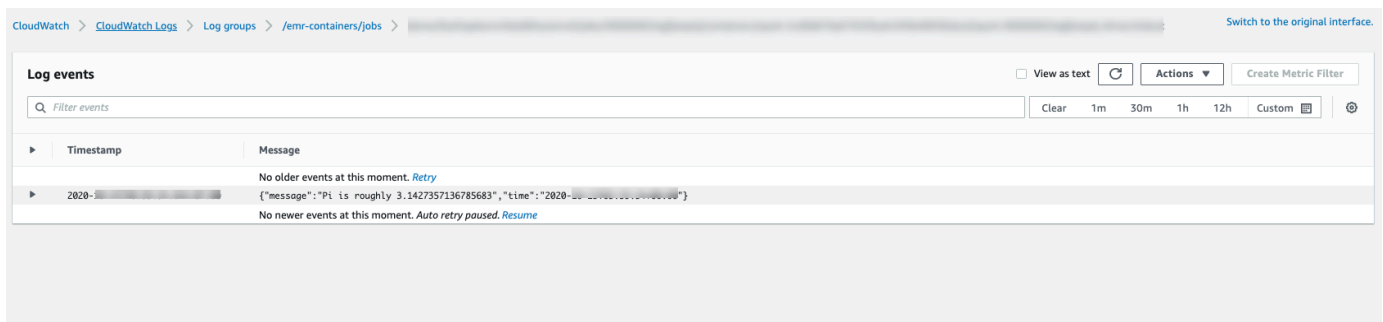 CloudWatch > CloudWatch Logs > Log groups > /emr-containers/jobs >
Switch to the original interface.
Log events
View as text
Actions ▼
Create Metric Filter
Filter events
Clear 1m 30m 1h 12h Custom
Timestamp Message
No older events at this moment. Retry
2020- {"message":"Pi is roughly 3.1427357136785683","time":"2020- "}
No newer events at this moment. Auto retry paused. Resume